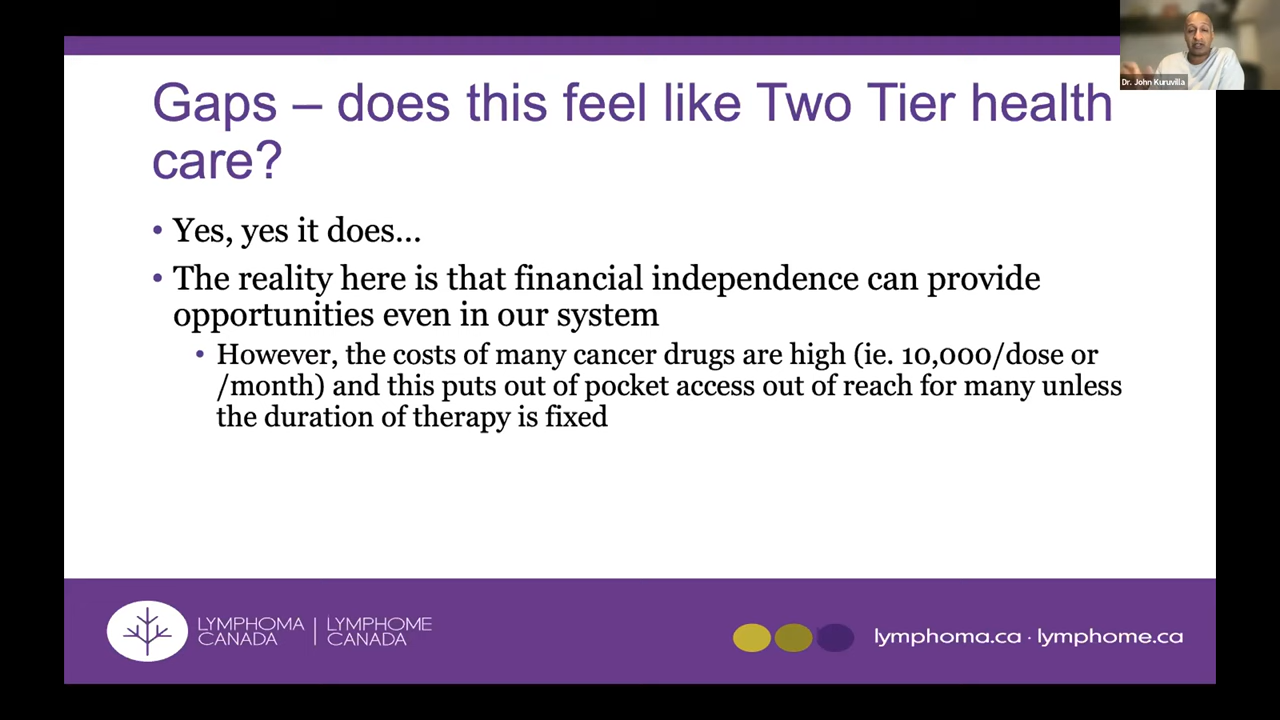 Dr. John Kuruvilla
Gaps – does this feel like Two Tier health
care?
• Yes, yes it does...
• The reality here is that financial independence can provide
opportunities even in our system
• However, the costs of many cancer drugs are high (ie. 10,000/dose or
/month) and this puts out of pocket access out of reach for many unless
the duration of therapy is fixed
LYMPHOMA | LYMPHOME
CANADA | CANADA
lymphoma.ca · lymphome.ca